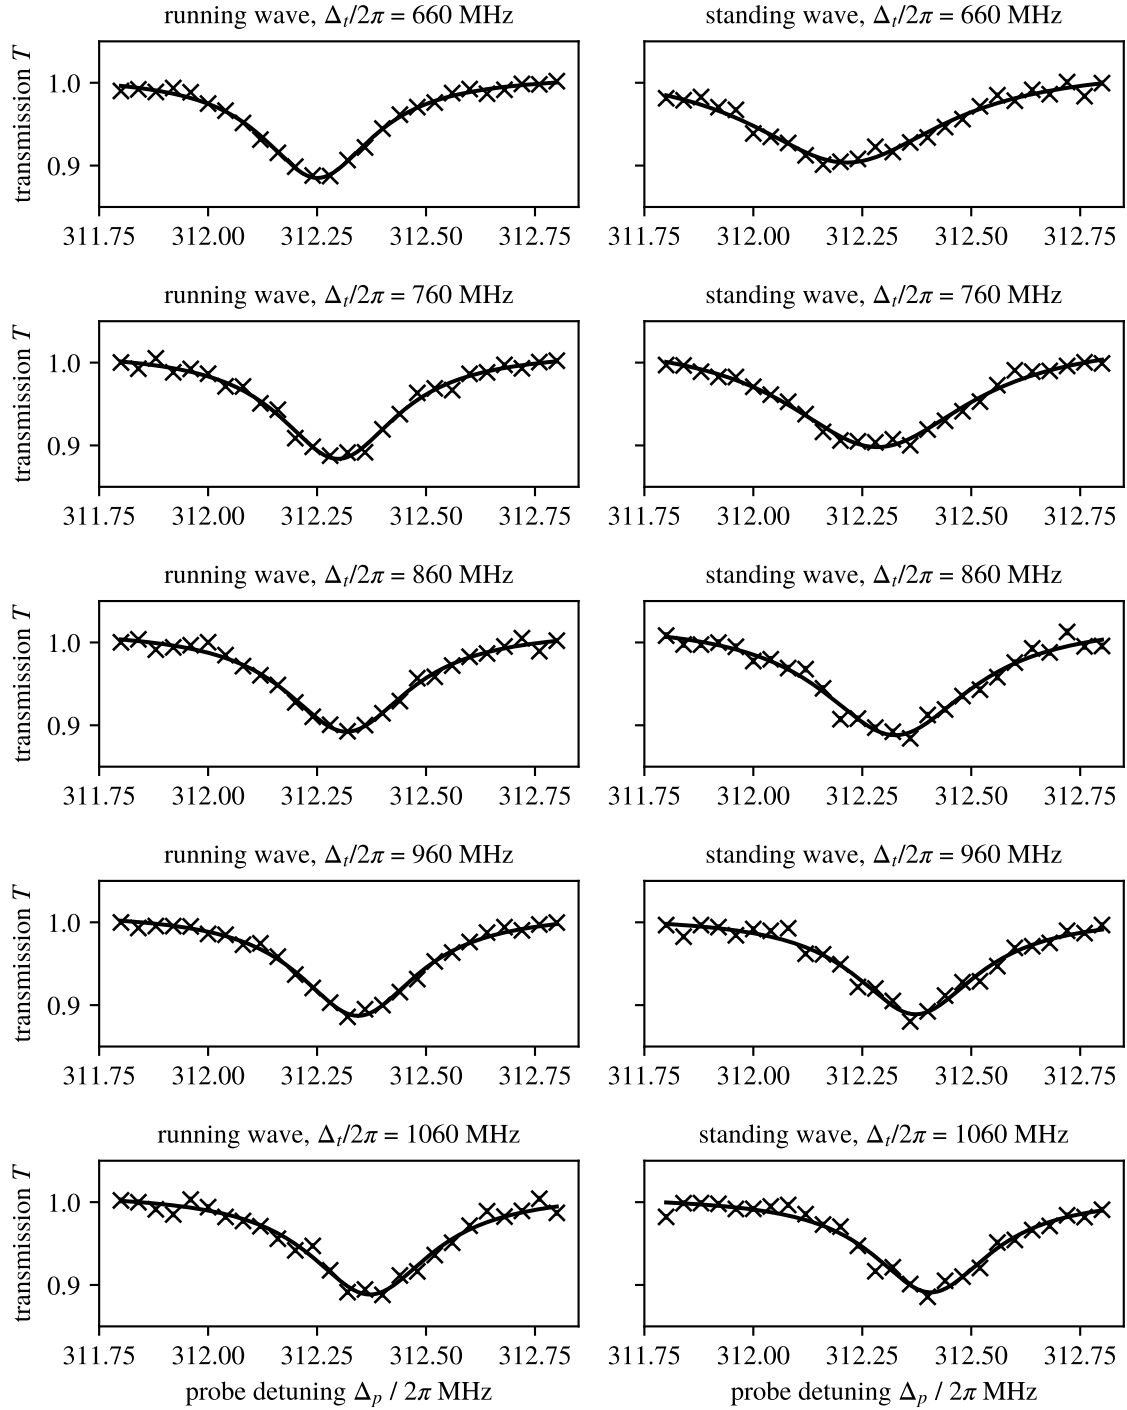 running wave, Δt/2π = 660 MHz
standing wave, Δt/2π = 660 MHz
transmission T
1.0
0.9
311.75 312.00 312.25 312.50 312.75
311.75 312.00 312.25 312.50 312.75
running wave, Δt/2π = 760 MHz
standing wave, Δt/2π = 760 MHz
transmission T
1.0
0.9
311.75 312.00 312.25 312.50 312.75
311.75 312.00 312.25 312.50 312.75
running wave, Δt/2π = 860 MHz
standing wave, Δt/2π = 860 MHz
transmission T
1.0
0.9
311.75 312.00 312.25 312.50 312.75
311.75 312.00 312.25 312.50 312.75
running wave, Δt/2π = 960 MHz
standing wave, Δt/2π = 960 MHz
transmission T
1.0
0.9
311.75 312.00 312.25 312.50 312.75
311.75 312.00 312.25 312.50 312.75
running wave, Δt/2π = 1060 MHz
standing wave, Δt/2π = 1060 MHz
transmission T
1.0
0.9
311.75 312.00 312.25 312.50 312.75
311.75 312.00 312.25 312.50 312.75
probe detuning Δp / 2π MHz
probe detuning Δp / 2π MHz